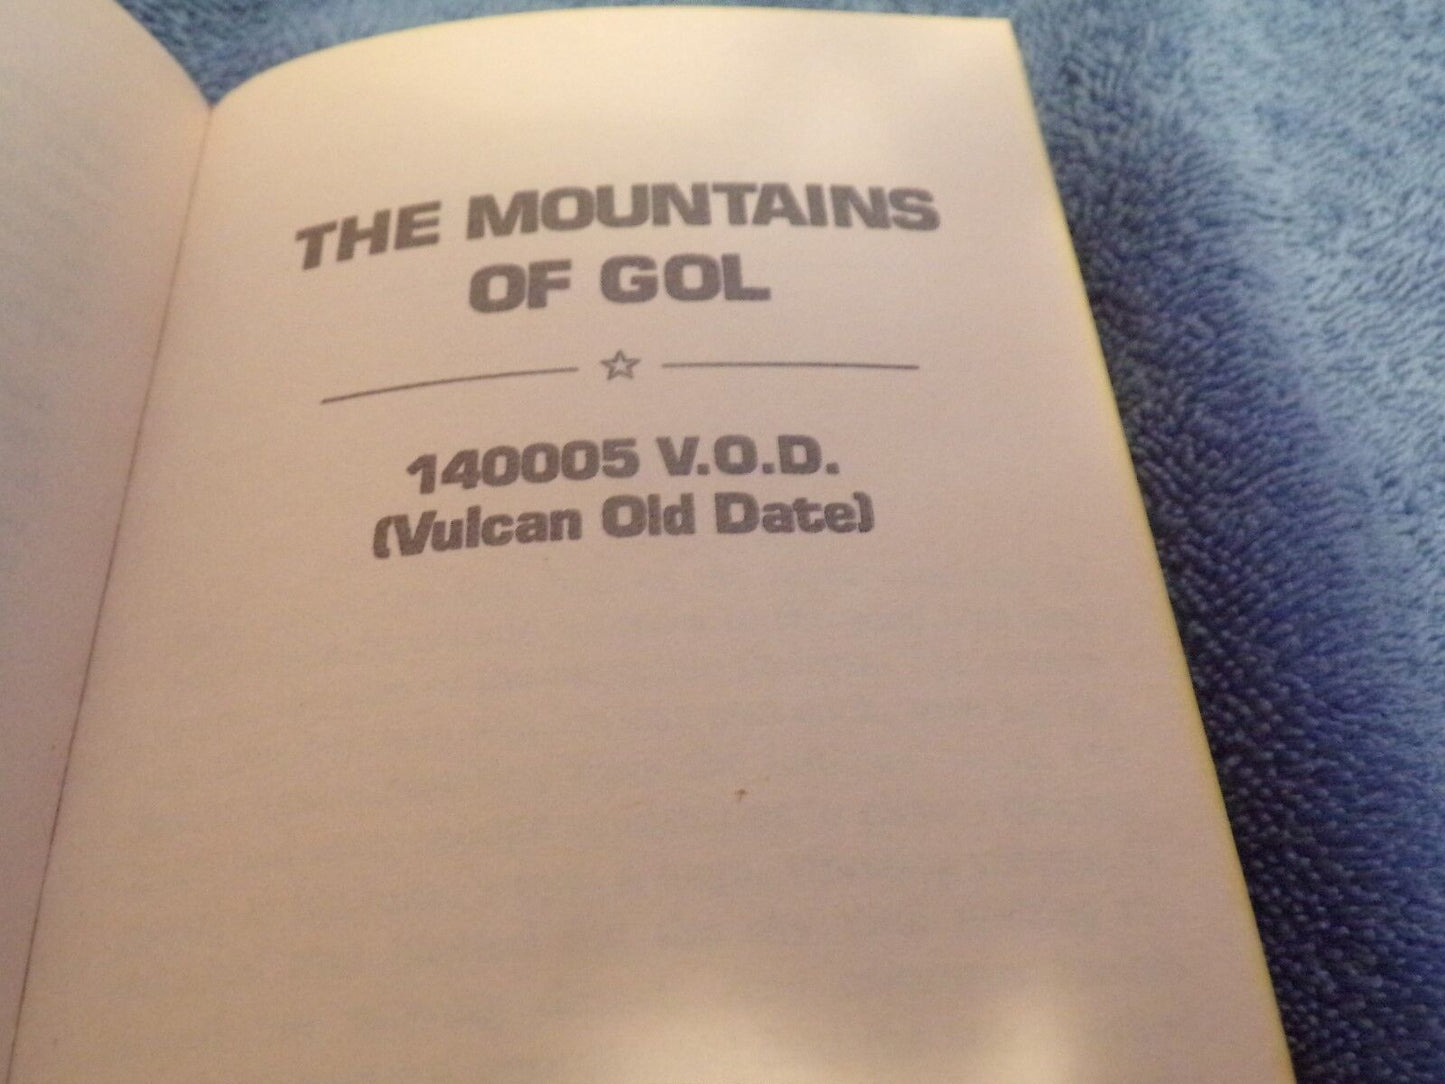 THE MOUNTAINS
OF GOL
140005 V.O.D.
(Vulcan Old Date)